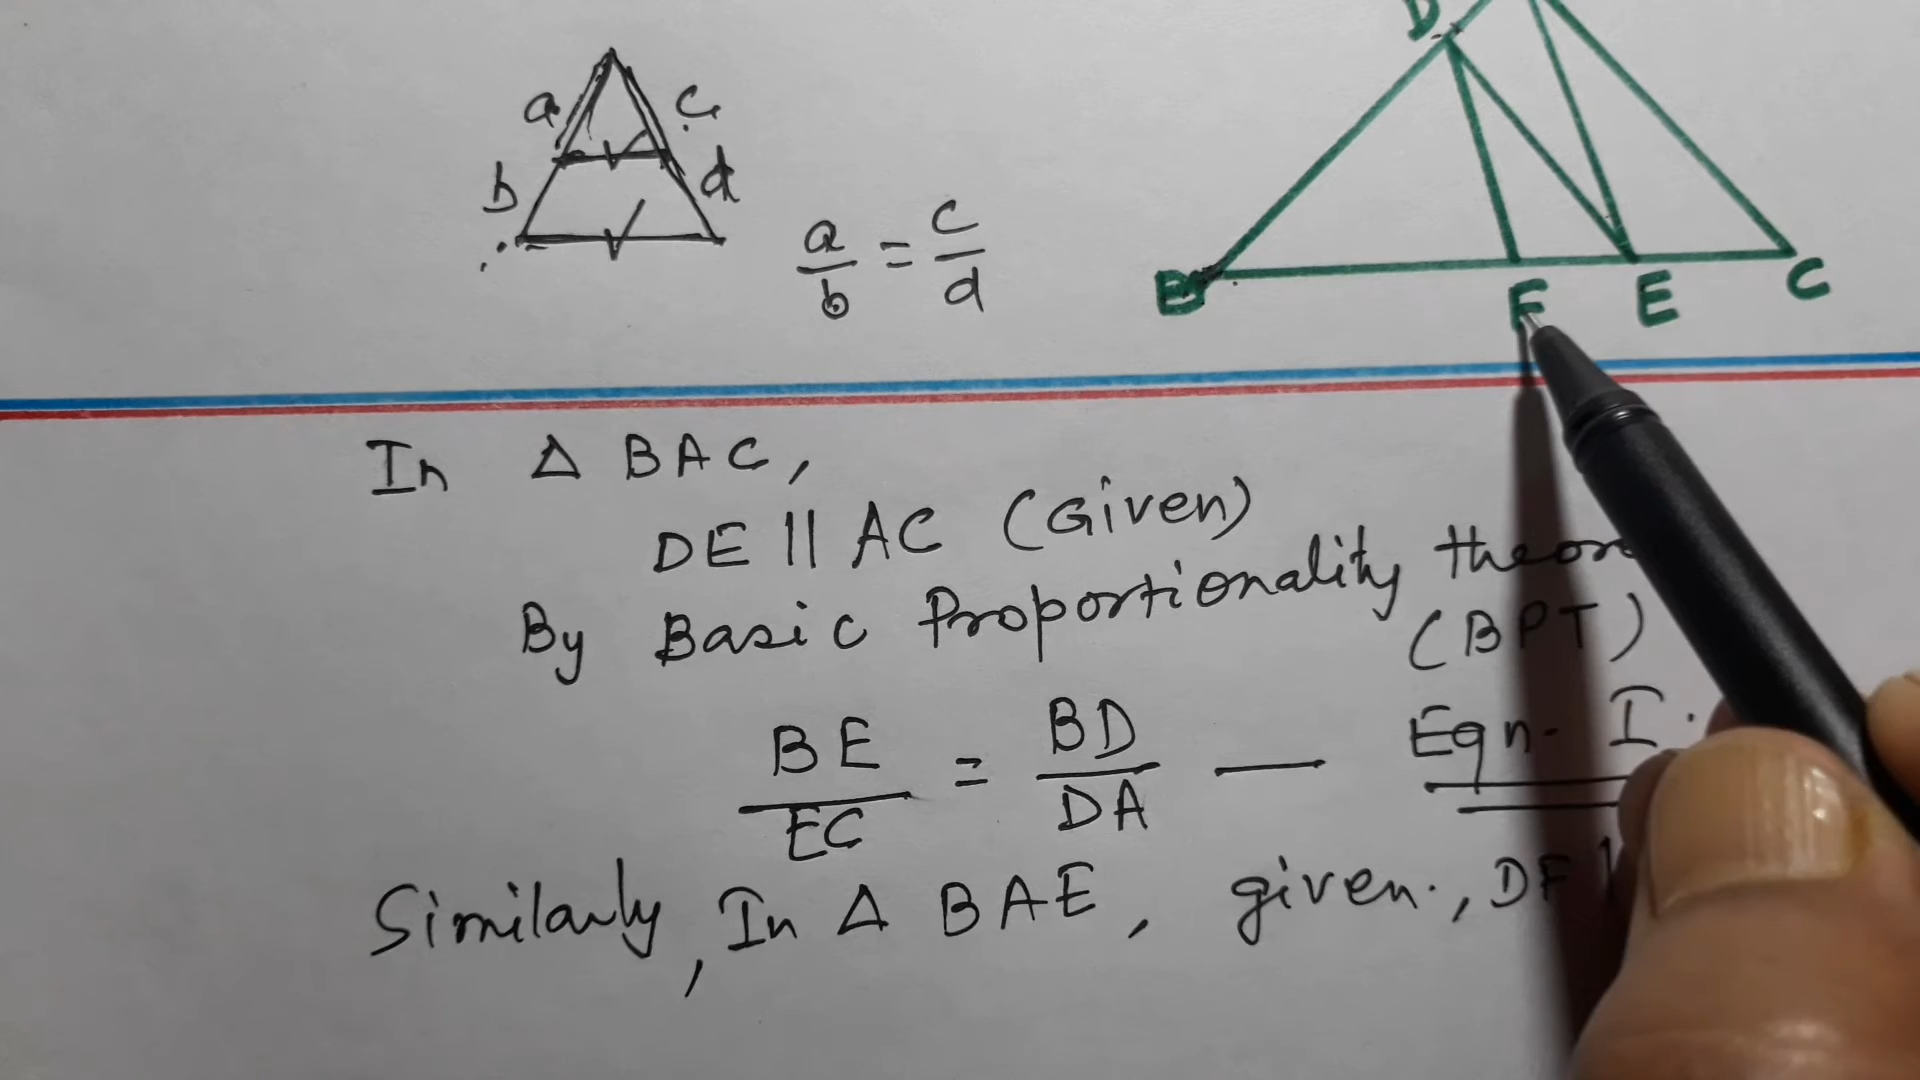 a c
b d
a/b = c/d
D
B F E C
In Δ BAC,
DE || AC (Given)
By Basic Proportionality
(BPT)
BE/EC = BD/DA — Eqn. I.
Similarly, In Δ BAE, given., DF